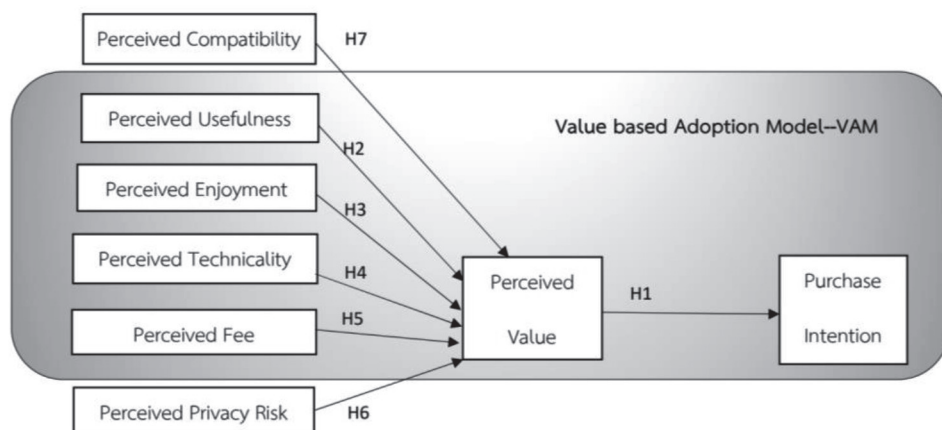 Perceived Compatibility
H7
Perceived Usefulness
Value based Adoption Model--VAM
H2
Perceived Enjoyment
H3
Perceived Technicality
H4
Perceived
Value
H1
Purchase
Intention
Perceived Fee
H5
Perceived Privacy Risk
H6